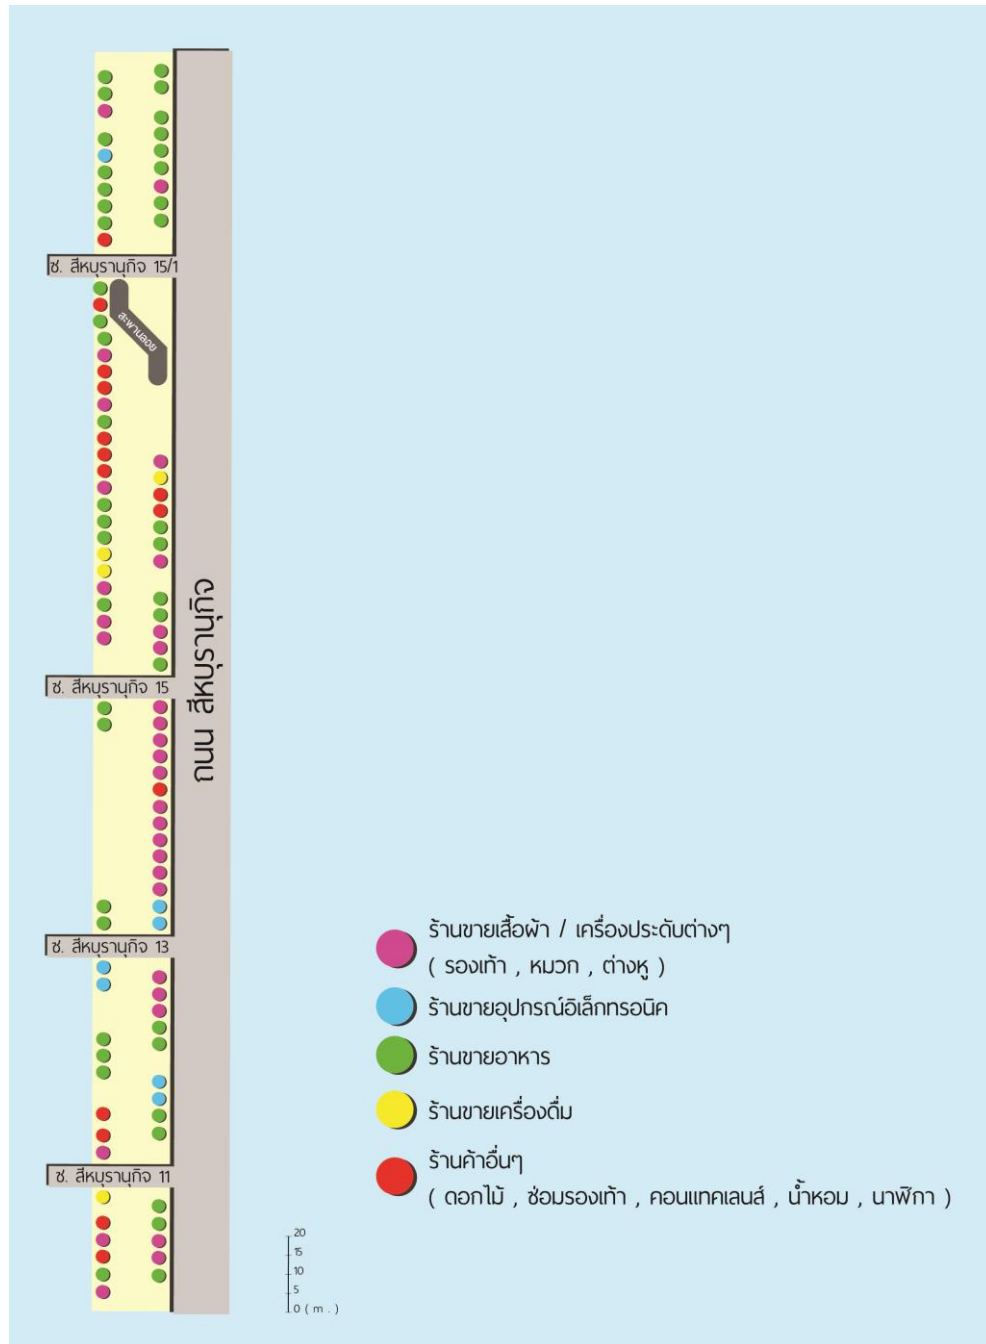 ซ. สีหบุรานุกิจ 15/1
สะพานลอย
ถนน สีหบุรานุกิจ
ซ. สีหบุรานุกิจ 15
ซ. สีหบุรานุกิจ 13
ซ. สีหบุรานุกิจ 11
ร้านขายเสื้อผ้า / เครื่องประดับต่างๆ
( รองเท้า , หมวก , ต่างหู )
ร้านขายอุปกรณ์อิเล็กทรอนิค
ร้านขายอาหาร
ร้านขายเครื่องดื่ม
ร้านค้าอื่นๆ
( ดอกไม้ , ซ่อมรองเท้า , คอนแทคเลนส์ , น้ำหอม , นาฬิกา )
20
15
10
5
0 ( m . )